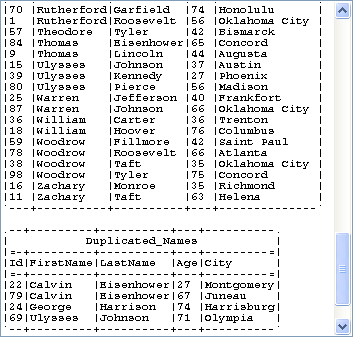 |70 |Rutherford|Garfield  |74 |Honolulu     |
|1  |Rutherford|Roosevelt |56 |Oklahoma City|
|57 |Theodore  |Tyler     |42 |Bismarck     |
|84 |Thomas    |Eisenhower|65 |Concord      |
|9  |Thomas    |Lincoln   |44 |Augusta      |
|15 |Ulysses   |Johnson   |37 |Austin       |
|39 |Ulysses   |Kennedy   |27 |Phoenix      |
|80 |Ulysses   |Pierce    |56 |Madison      |
|25 |Warren    |Jefferson |40 |Frankfort    |
|87 |Warren    |Johnson   |66 |Oklahoma City|
|36 |William   |Carter    |36 |Trenton      |
|18 |William   |Hoover    |76 |Columbus     |
|59 |Woodrow   |Fillmore  |42 |Saint Paul   |
|78 |Woodrow   |Roosevelt |66 |Atlanta      |
|38 |Woodrow   |Taft      |35 |Oklahoma City|
|98 |Woodrow   |Tyler     |75 |Concord      |
|16 |Zachary   |Monroe    |35 |Richmond     |
|11 |Zachary   |Taft      |63 |Helena       |
|           Duplicated_Names            |
|Id|FirstName|LastName  |Age|City      |
|22|Calvin   |Eisenhower|27 |Montgomery|
|79|Calvin   |Eisenhower|67 |Juneau    |
|24|George   |Harrison  |74 |Harrisburg|
|69|Ulysses  |Johnson   |71 |Olympia   |